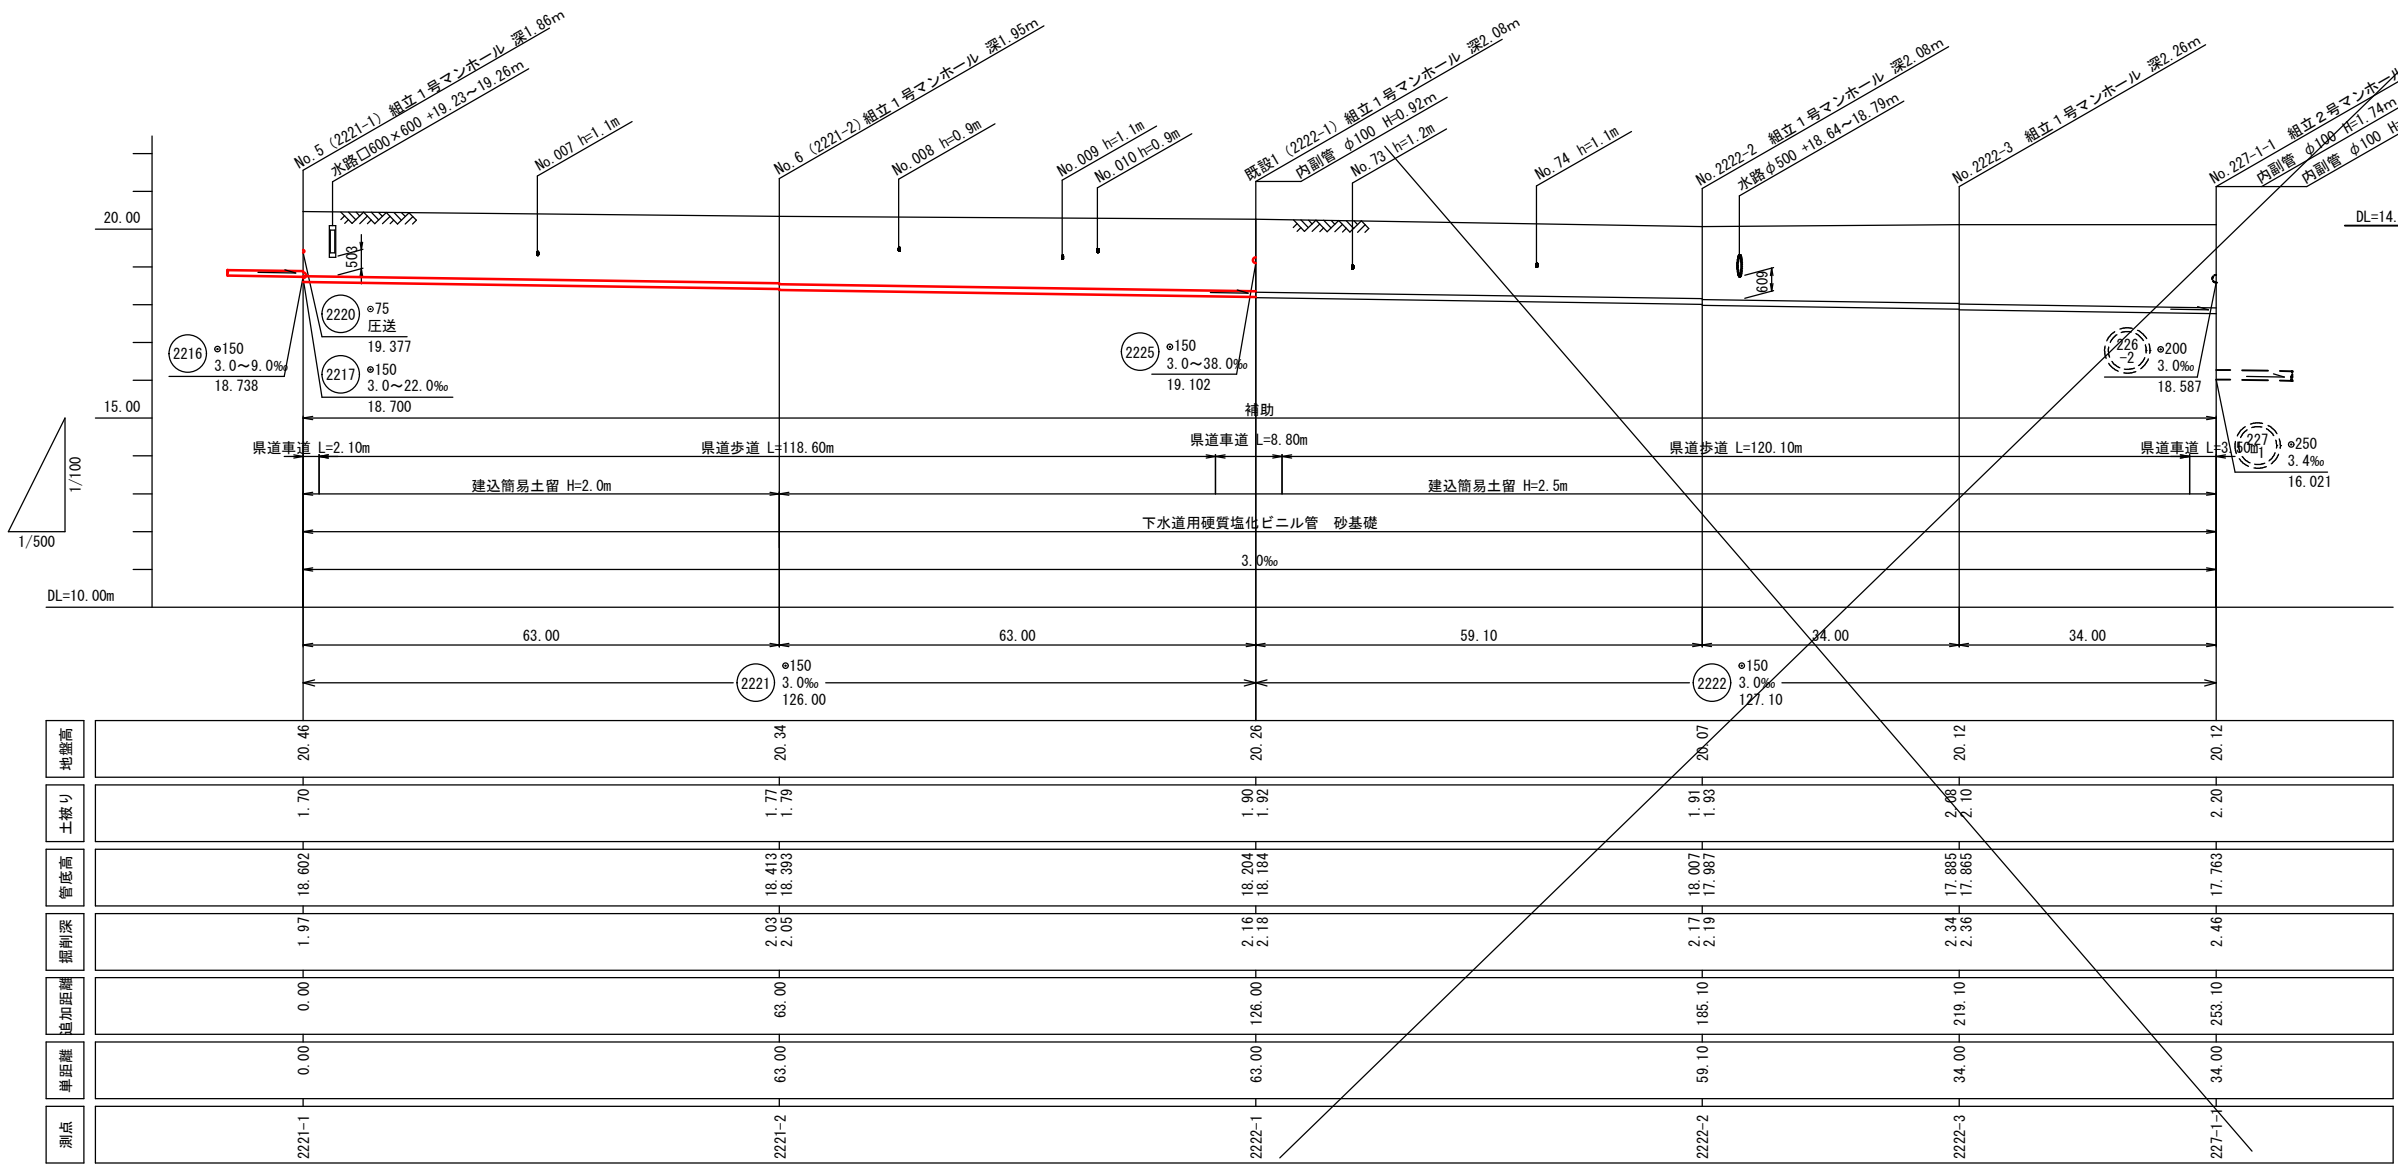 No.5 (2221-1) 組立1号マンホール 深1.86m
水路□600×600 +19.23～19.26m
No.007 h=1.1m
No.6 (2221-2) 組立1号マンホール 深1.95m
No.008 h=0.9m
No.009 h=1.1m
No.010 h=0.9m
既設1 (2222-1) 組立1号マンホール 深2.08m
内副管 φ100 H=0.92m
No.73 h=1.2m
No.74 h=1.1m
No.2222-2 組立1号マンホール 深2.08m
水路φ500 +18.64～18.79m
No.2222-3 組立1号マンホール 深2.26m
No.227-1-1 組立2号マンホール
内副管 φ100 H=1.74m
内副管 φ100 H=
20.00
15.00
DL=10.00m
DL=14.
1/100
1/500
503
609
2220 ⊙75
圧送
19.377
2216 ⊙150
3.0～9.0‰
18.738
2217 ⊙150
3.0～22.0‰
18.700
2225 ⊙150
3.0～38.0‰
19.102
226-2 ⊙200
3.0‰
18.587
227-1 ⊙250
3.4‰
16.021
補助
県道車道 L=2.10m
県道歩道 L=118.60m
県道車道 L=8.80m
県道歩道 L=120.10m
県道車道 L=3.50m
建込簡易土留 H=2.0m
建込簡易土留 H=2.5m
下水道用硬質塩化ビニル管 砂基礎
3.0‰
63.00 63.00 59.10 34.00 34.00
2221 ⊙150
3.0‰
126.00
2222 ⊙150
3.0‰
127.10
地盤高 20.46 20.34 20.26 20.07 20.12 20.12
土被り 1.70 1.77 1.79 1.90 1.92 1.91 1.93 2.08 2.10 2.20
管底高 18.602 18.413 18.393 18.204 18.184 18.007 17.987 17.885 17.865 17.763
掘削深 1.97 2.03 2.05 2.16 2.18 2.17 2.19 2.34 2.36 2.46
追加距離 0.00 63.00 126.00 185.10 219.10 253.10
単距離 0.00 63.00 63.00 59.10 34.00 34.00
測点 2221-1 2221-2 2222-1 2222-2 2222-3 227-1-1